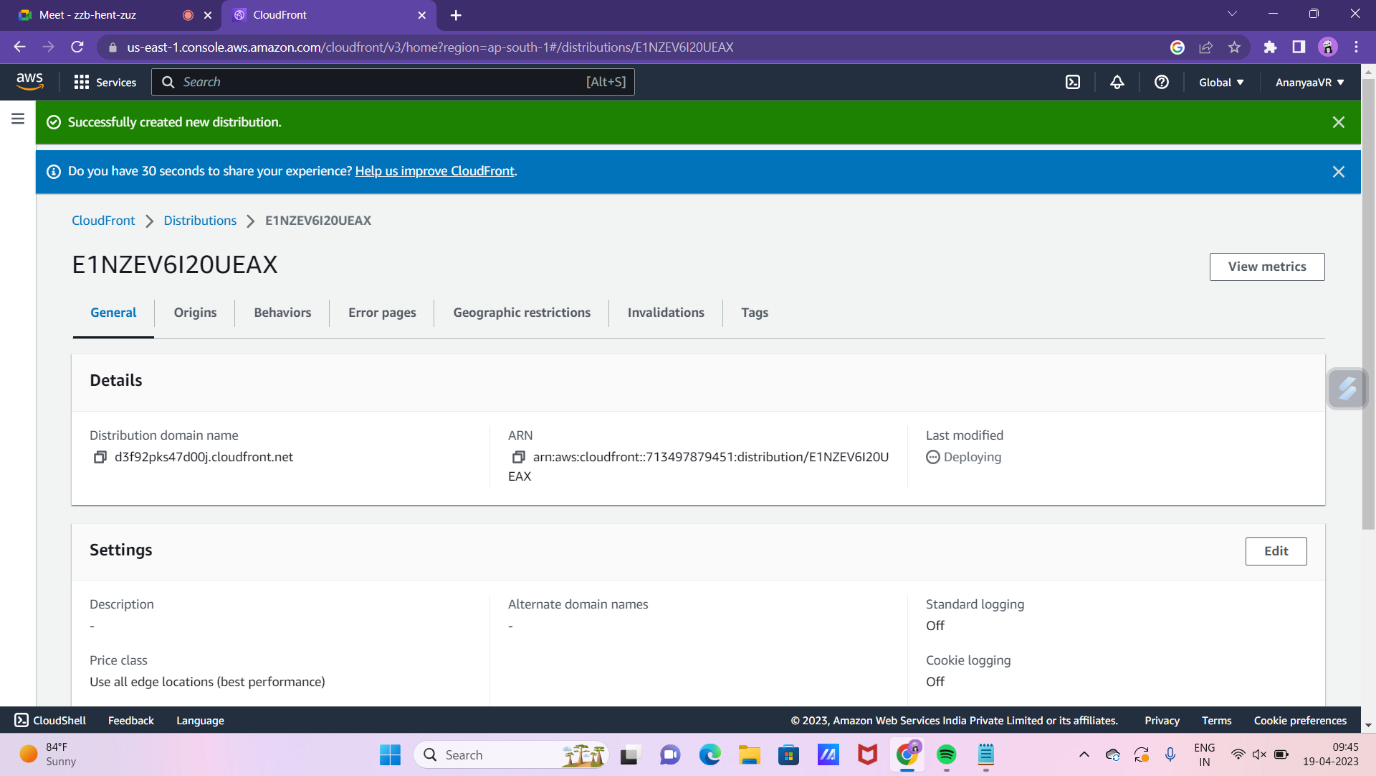 Meet - zzb-hent-zuz
CloudFront
us-east-1.console.aws.amazon.com/cloudfront/v3/home?region=ap-south-1#/distributions/E1NZEV6I20UEAX
aws
Services
Search
[Alt+S]
Global
AnanyaaVR
Successfully created new distribution.
Do you have 30 seconds to share your experience? Help us improve CloudFront.
CloudFront
Distributions
E1NZEV6I20UEAX
E1NZEV6I20UEAX
View metrics
General
Origins
Behaviors
Error pages
Geographic restrictions
Invalidations
Tags
Details
Distribution domain name
d3f92pks47d00j.cloudfront.net
ARN
arn:aws:cloudfront::713497879451:distribution/E1NZEV6I20U
EAX
Last modified
Deploying
Settings
Edit
Description
-
Alternate domain names
-
Standard logging
Off
Price class
Use all edge locations (best performance)
Cookie logging
Off
CloudShell
Feedback
Language
© 2023, Amazon Web Services India Private Limited or its affiliates.
Privacy
Terms
Cookie preferences
84°F
Sunny
Search
ENG
IN
09:45
19-04-2023